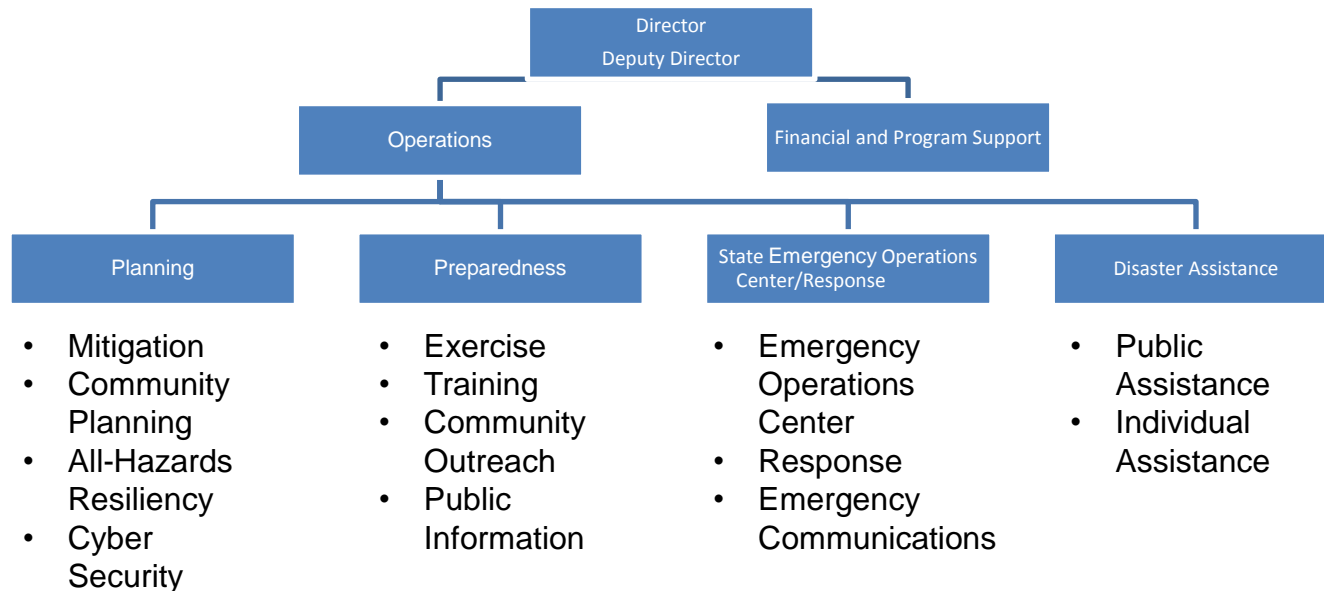 Director
Deputy Director
Operations
Financial and Program Support
Planning
Preparedness
State Emergency Operations
Center/Response
Disaster Assistance
• Mitigation
• Community
Planning
• All-Hazards
Resiliency
• Cyber
Security
• Exercise
• Training
• Community
Outreach
• Public
Information
• Emergency
Operations
Center
• Response
• Emergency
Communications
• Public
Assistance
• Individual
Assistance